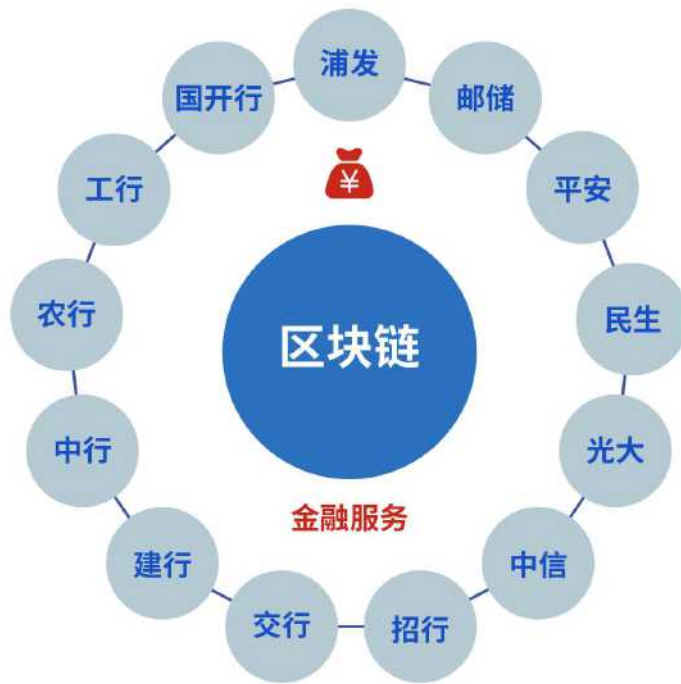 浦发
邮储
平安
民生
光大
中信
招行
交行
建行
中行
农行
工行
国开行
¥
区块链
金融服务